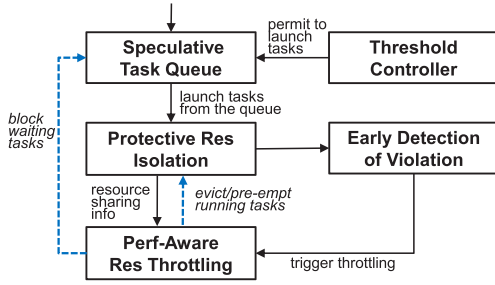 permit to
launch
tasks
Speculative
Task Queue
Threshold
Controller
block
waiting
tasks
launch tasks
from the queue
Protective Res
Isolation
Early Detection
of Violation
resource
sharing
info
evict/pre-empt
running tasks
Perf-Aware
Res Throttling
trigger throttling